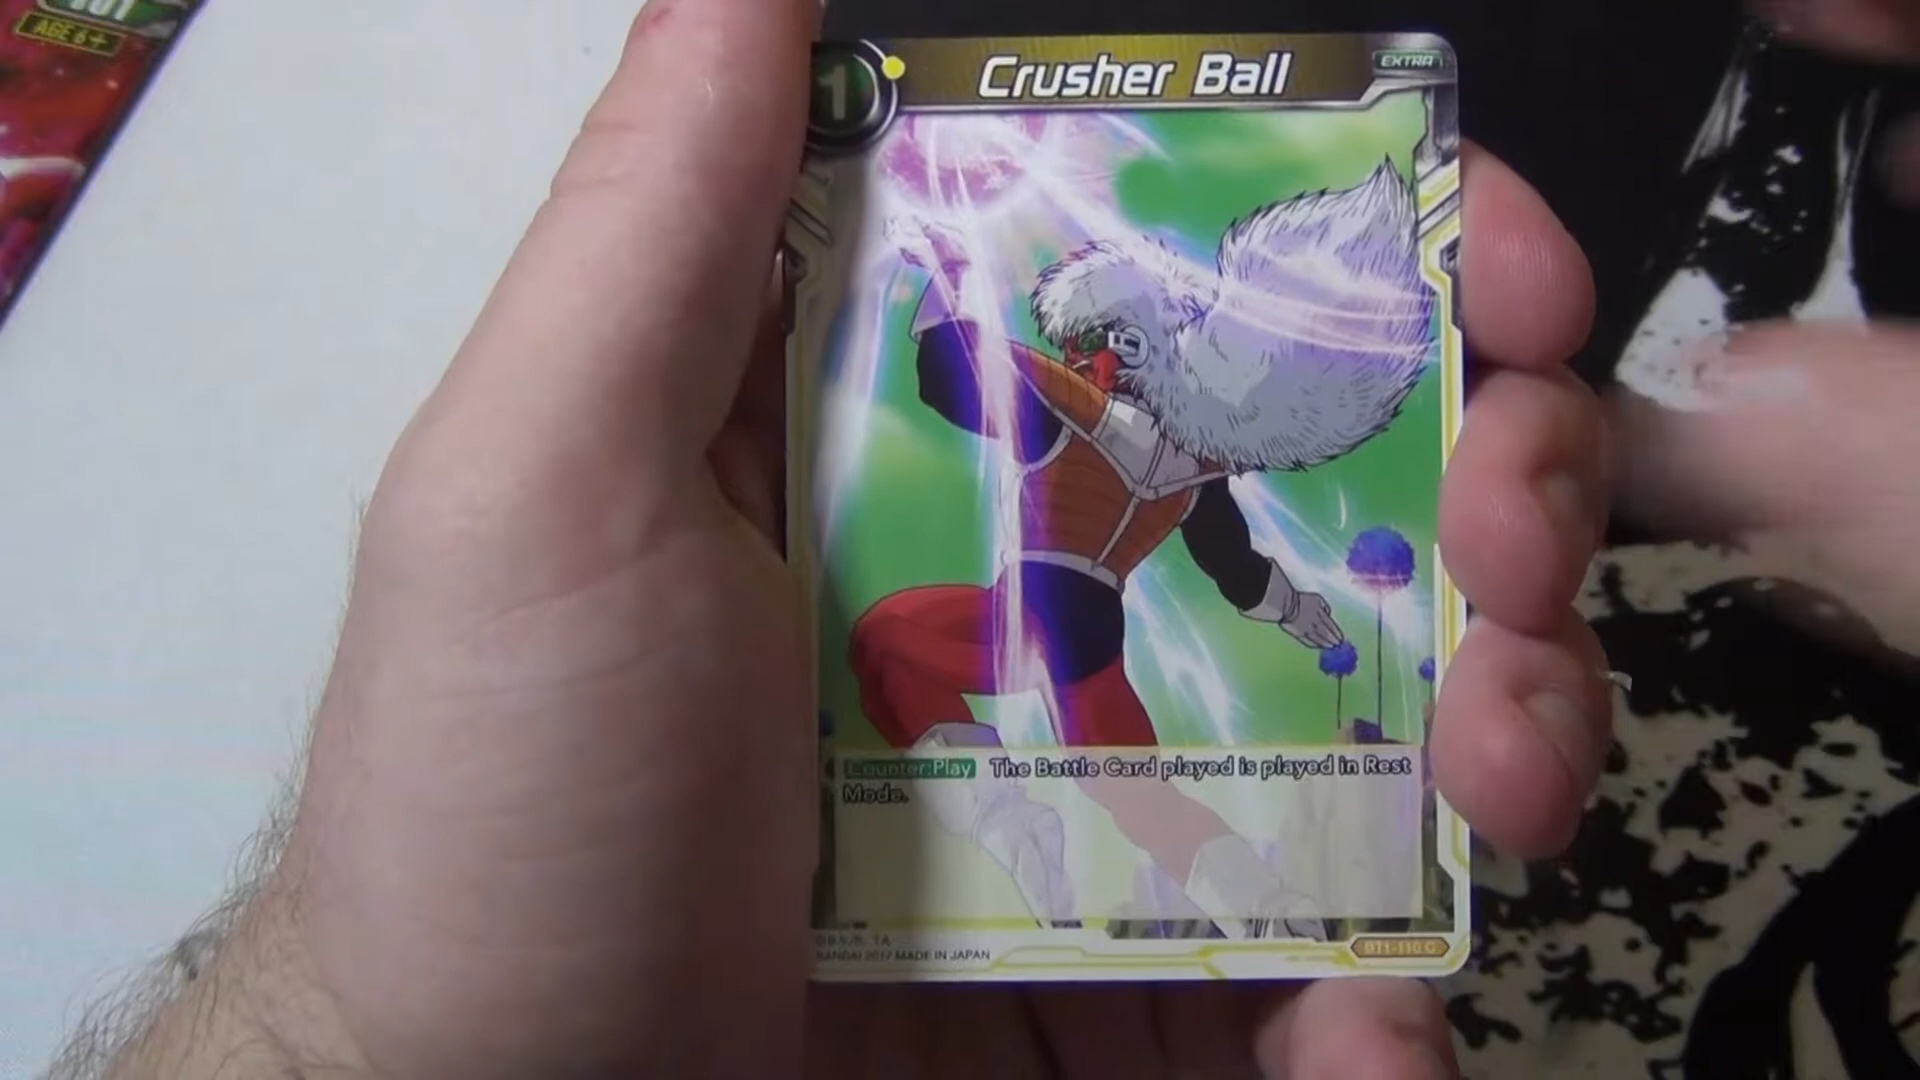 101
AGE 6+
1
Crusher Ball
EXTRA
Counter:Play The Battle Card played is played in Rest
Mode.
BANDAI 2017 MADE IN JAPAN
BT1-110 C